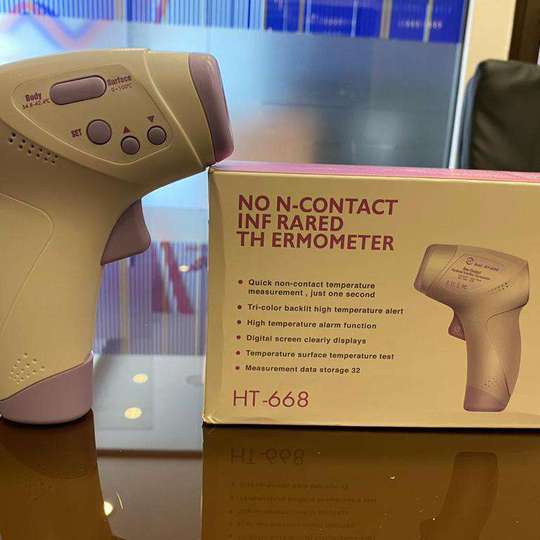 Body
Surface
0~100°C
SET
NO N-CONTACT
INF RARED
TH ERMOMETER
• Quick non-contact temperature
measurement , just one second
• Tri-color backlit high temperature alert
• High temperature alarm function
• Digital screen clearly displays
• Temperature surface temperature test
• Measurement data storage 32
HT-668